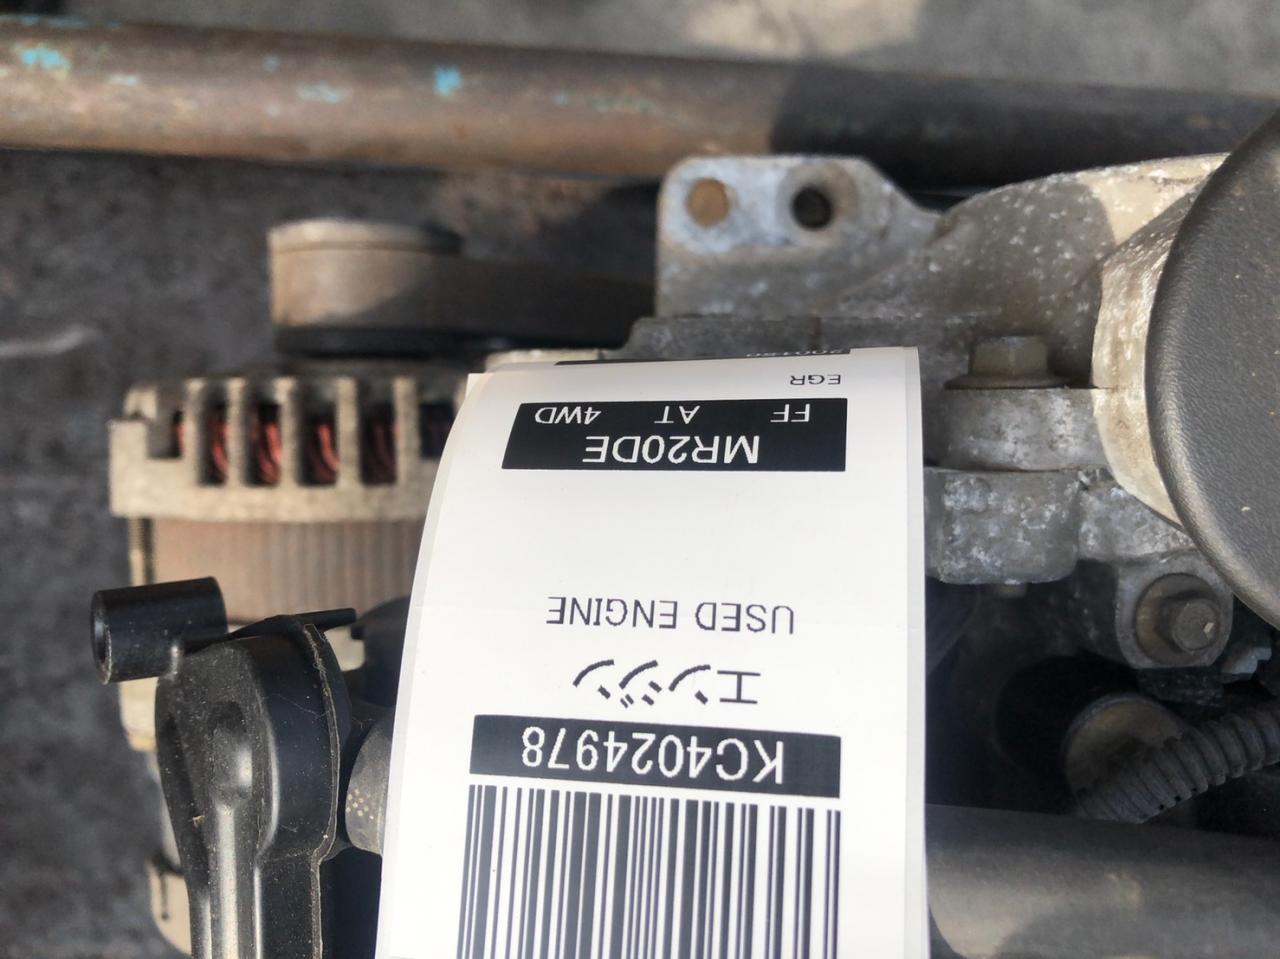 KC4024978
エンジン
USED ENGINE
MR20DE
FF AT 4WD
EGR